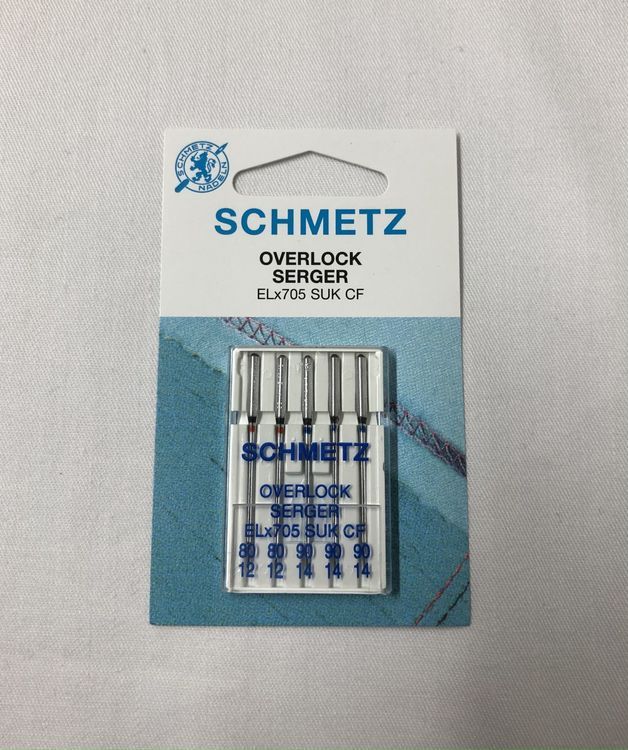 SCHMETZ
NADELN
SCHMETZ
OVERLOCK
SERGER
ELx705 SUK CF
SCHMETZ
OVERLOCK
SERGER
ELx705 SUK CF
80 80 90 90 90
12 12 14 14 14